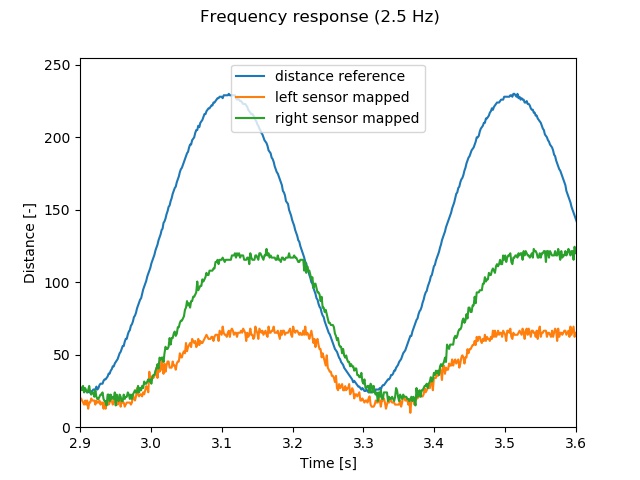 Frequency response (2.5 Hz)
distance reference
left sensor mapped
right sensor mapped
Distance [-]
250
200
150
100
50
0
2.9 3.0 3.1 3.2 3.3 3.4 3.5 3.6
Time [s]